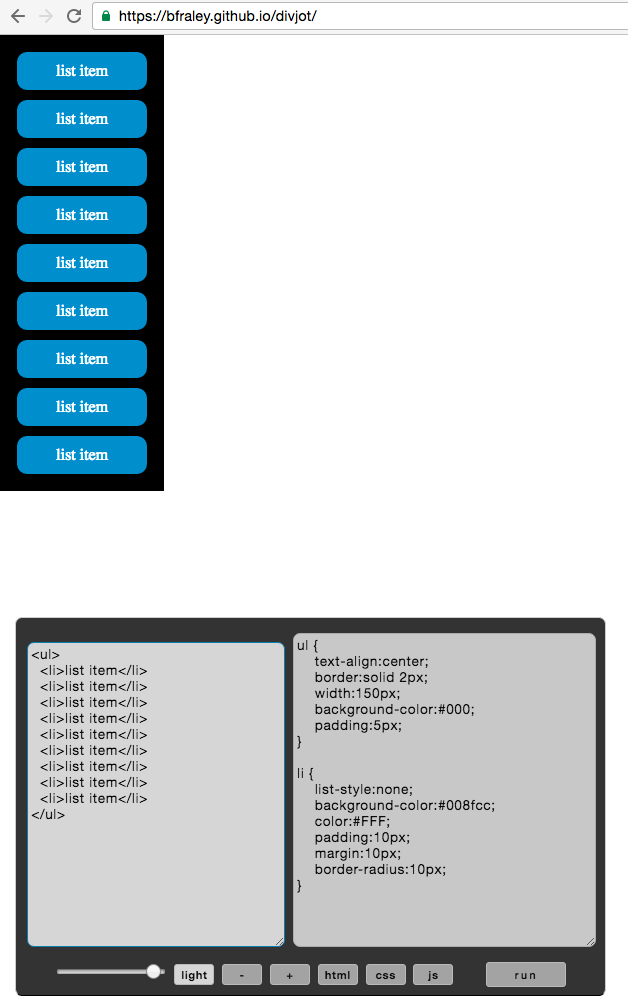 https://bfraley.github.io/divjot/
list item
list item
list item
list item
list item
list item
list item
list item
list item
<ul>
  <li>list item</li>
  <li>list item</li>
  <li>list item</li>
  <li>list item</li>
  <li>list item</li>
  <li>list item</li>
  <li>list item</li>
  <li>list item</li>
  <li>list item</li>
</ul>
ul {
    text-align:center;
    border:solid 2px;
    width:150px;
    background-color:#000;
    padding:5px;
}
li {
    list-style:none;
    background-color:#008fcc;
    color:#FFF;
    padding:10px;
    margin:10px;
    border-radius:10px;
}
light - + html css js run